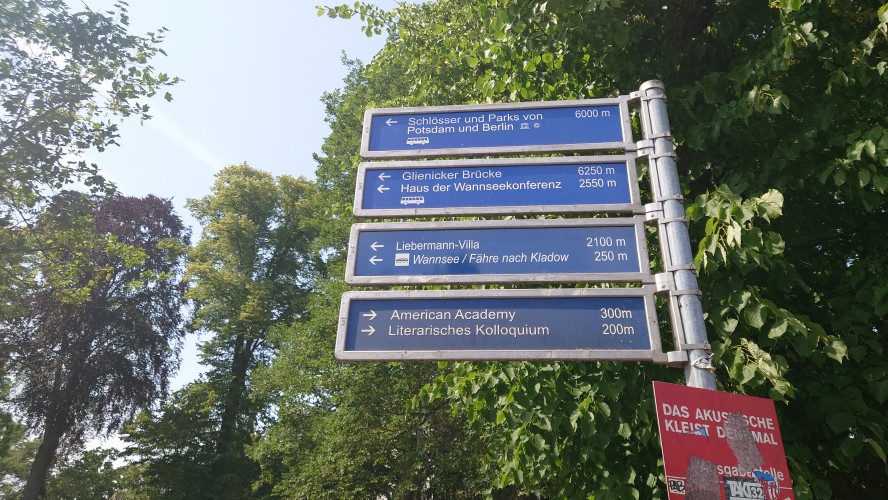 ← Schlösser und Parks von 6000 m
Potsdam und Berlin
← Glienicker Brücke 6250 m
← Haus der Wannseekonferenz 2550 m
← Liebermann-Villa 2100 m
← Wannsee / Fähre nach Kladow 250 m
→ American Academy 300m
→ Literarisches Kolloquium 200m
DAS AKUSTISCHE
KLEIST DENKMAL